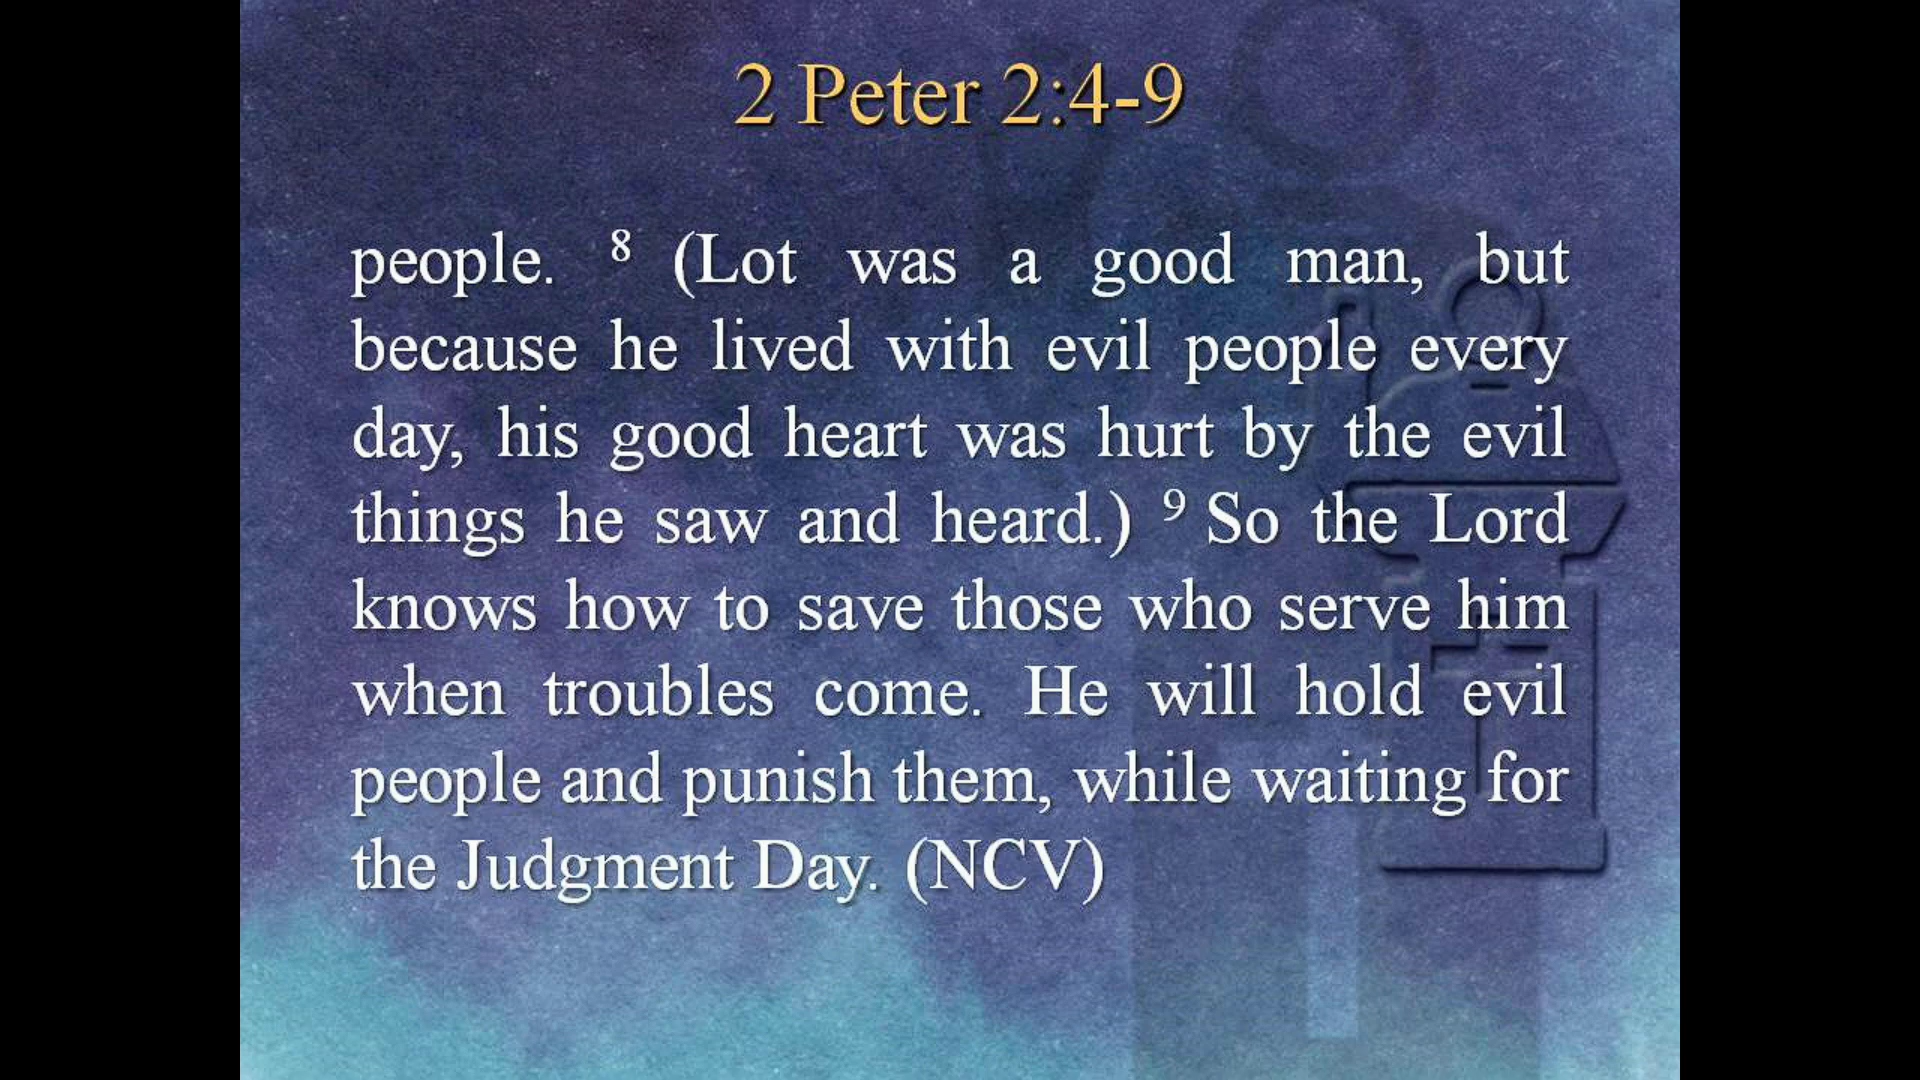 2 Peter 2:4-9
people. 8 (Lot was a good man, but
because he lived with evil people every
day, his good heart was hurt by the evil
things he saw and heard.) 9 So the Lord
knows how to save those who serve him
when troubles come. He will hold evil
people and punish them, while waiting for
the Judgment Day. (NCV)